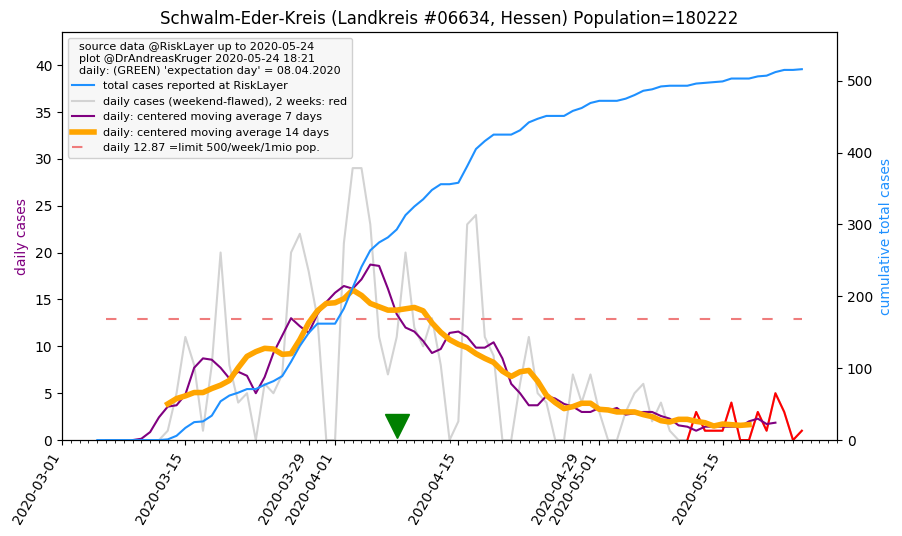 Schwalm-Eder-Kreis (Landkreis #06634, Hessen) Population=180222
source data @RiskLayer up to 2020-05-24
plot @DrAndreasKruger 2020-05-24 18:21
daily: (GREEN) 'expectation day' = 08.04.2020
total cases reported at RiskLayer
daily cases (weekend-flawed), 2 weeks: red
daily: centered moving average 7 days
daily: centered moving average 14 days
daily 12.87 =limit 500/week/1mio pop.
daily cases
40
35
30
25
20
15
10
5
0
cumulative total cases
500
400
300
200
100
0
2020-03-01
2020-03-15
2020-03-29
2020-04-01
2020-04-15
2020-04-29
2020-05-01
2020-05-15